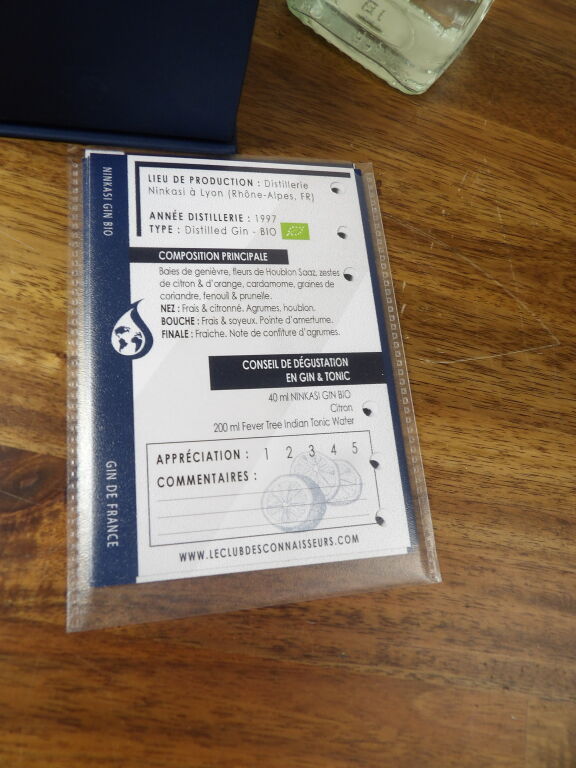 NINKASI GIN BIO
GIN DE FRANCE
LIEU DE PRODUCTION : Distillerie
Ninkasi à Lyon (Rhône-Alpes, FR)
ANNÉE DISTILLERIE : 1997
TYPE : Distilled Gin - BIO
COMPOSITION PRINCIPALE
Baies de genièvre, fleurs de Houblon Saaz, zestes
de citron & d'orange, cardamome, graines de
coriandre, fenouil & prunelle.
NEZ : Frais & citronné. Agrumes, houblon.
BOUCHE : Frais & soyeux. Pointe d'amertume.
FINALE : Fraiche. Note de confiture d'agrumes.
CONSEIL DE DÉGUSTATION
EN GIN & TONIC
40 ml NINKASI GIN BIO
Citron
200 ml Fever Tree Indian Tonic Water
APPRÉCIATION : 1 2 3 4 5
COMMENTAIRES :
WWW.LECLUBDESCONNAISSEURS.COM